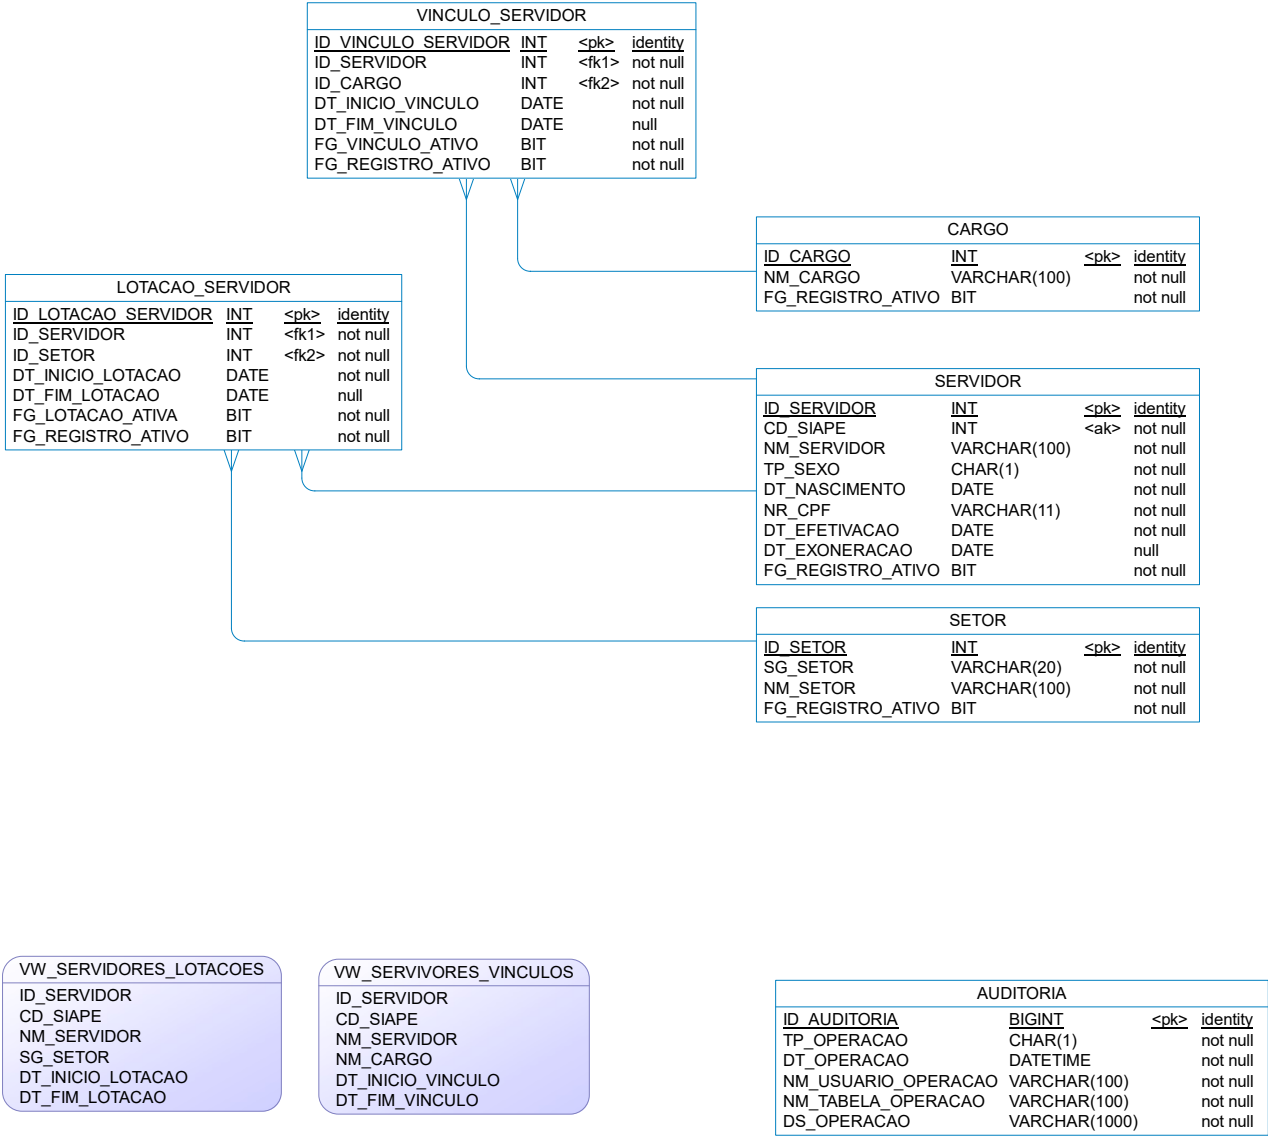 VINCULO_SERVIDOR
ID_VINCULO_SERVIDOR INT <pk> identity
ID_SERVIDOR INT <fk1> not null
ID_CARGO INT <fk2> not null
DT_INICIO_VINCULO DATE not null
DT_FIM_VINCULO DATE null
FG_VINCULO_ATIVO BIT not null
FG_REGISTRO_ATIVO BIT not null
CARGO
ID_CARGO INT <pk> identity
NM_CARGO VARCHAR(100) not null
FG_REGISTRO_ATIVO BIT not null
LOTACAO_SERVIDOR
ID_LOTACAO_SERVIDOR INT <pk> identity
ID_SERVIDOR INT <fk1> not null
ID_SETOR INT <fk2> not null
DT_INICIO_LOTACAO DATE not null
DT_FIM_LOTACAO DATE null
FG_LOTACAO_ATIVA BIT not null
FG_REGISTRO_ATIVO BIT not null
SERVIDOR
ID_SERVIDOR INT <pk> identity
CD_SIAPE INT <ak> not null
NM_SERVIDOR VARCHAR(100) not null
TP_SEXO CHAR(1) not null
DT_NASCIMENTO DATE not null
NR_CPF VARCHAR(11) not null
DT_EFETIVACAO DATE not null
DT_EXONERACAO DATE null
FG_REGISTRO_ATIVO BIT not null
SETOR
ID_SETOR INT <pk> identity
SG_SETOR VARCHAR(20) not null
NM_SETOR VARCHAR(100) not null
FG_REGISTRO_ATIVO BIT not null
VW_SERVIDORES_LOTACOES
ID_SERVIDOR
CD_SIAPE
NM_SERVIDOR
SG_SETOR
DT_INICIO_LOTACAO
DT_FIM_LOTACAO
VW_SERVIVORES_VINCULOS
ID_SERVIDOR
CD_SIAPE
NM_SERVIDOR
NM_CARGO
DT_INICIO_VINCULO
DT_FIM_VINCULO
AUDITORIA
ID_AUDITORIA BIGINT <pk> identity
TP_OPERACAO CHAR(1) not null
DT_OPERACAO DATETIME not null
NM_USUARIO_OPERACAO VARCHAR(100) not null
NM_TABELA_OPERACAO VARCHAR(100) not null
DS_OPERACAO VARCHAR(1000) not null